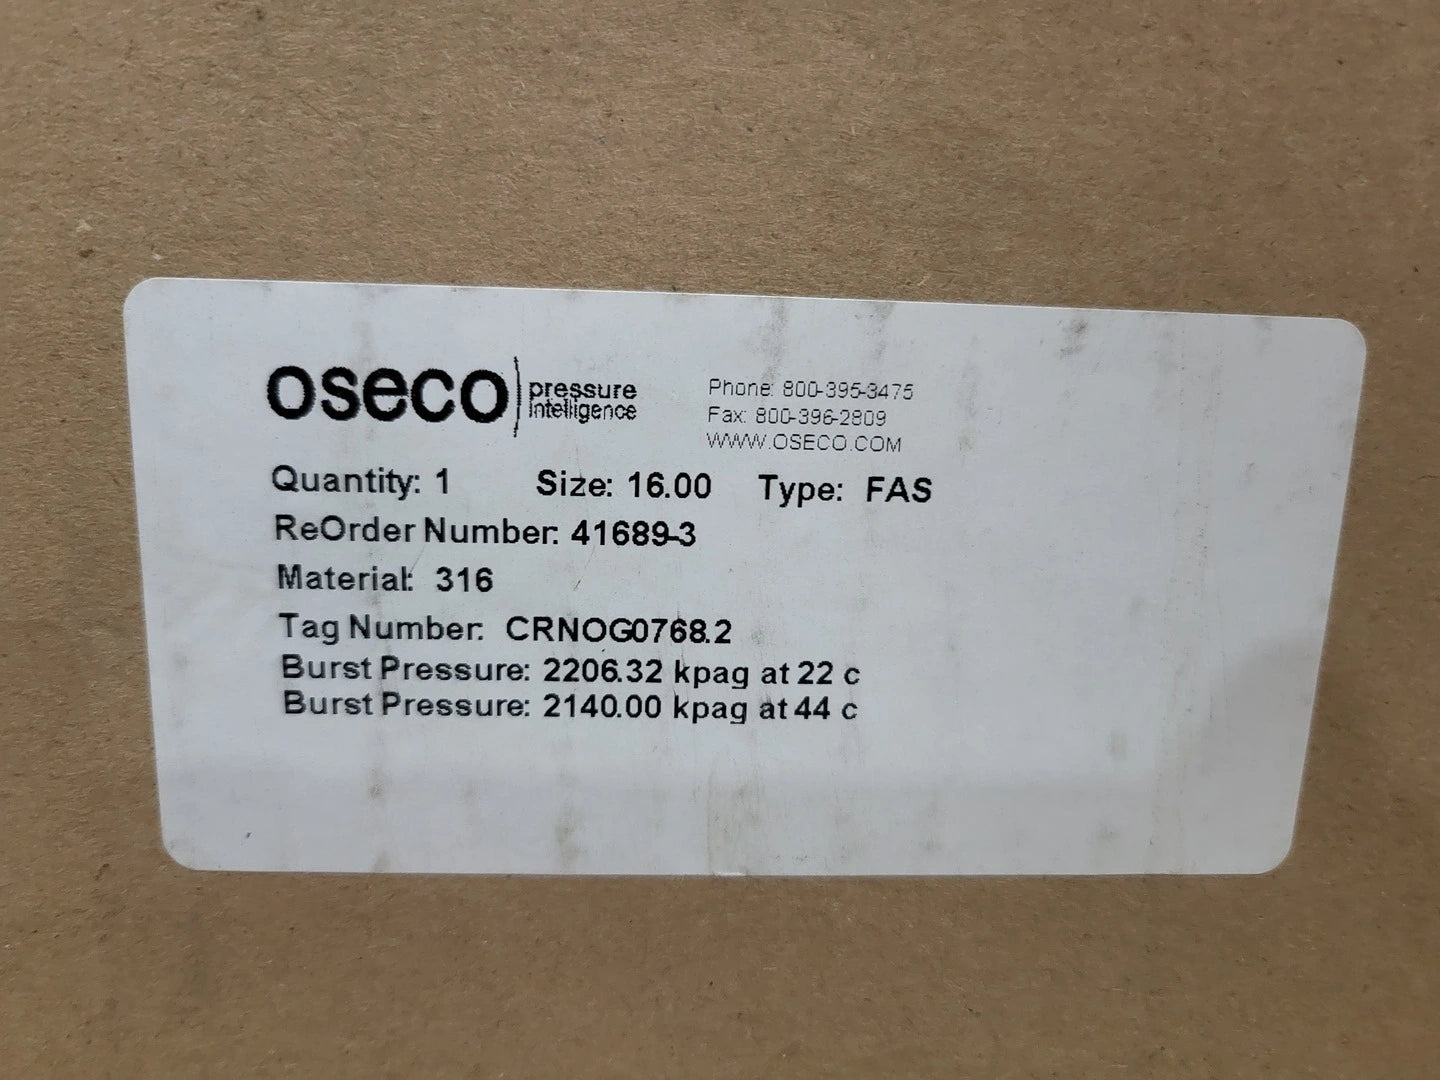 oseco pressure intelligence
Phone: 800-395-3475
Fax: 800-396-2809
WWW.OSECO.COM
Quantity: 1 Size: 16.00 Type: FAS
ReOrder Number: 41689-3
Material: 316
Tag Number: CRNOG0768.2
Burst Pressure: 2206.32 kpag at 22 c
Burst Pressure: 2140.00 kpag at 44 c